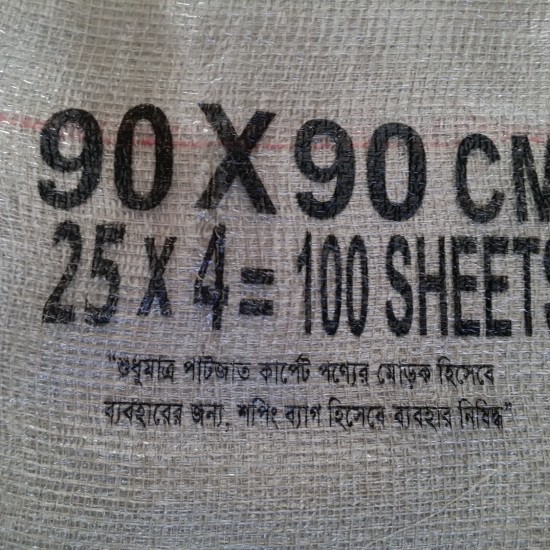 90 X 90 CM
25 X 4 = 100 SHEETS
"শুধুমাত্র পাটজাত কার্পেট পণ্যের মোড়ক হিসেবে
ব্যবহারের জন্য, শপিং ব্যাগ হিসেবে ব্যবহার নিষিদ্ধ"